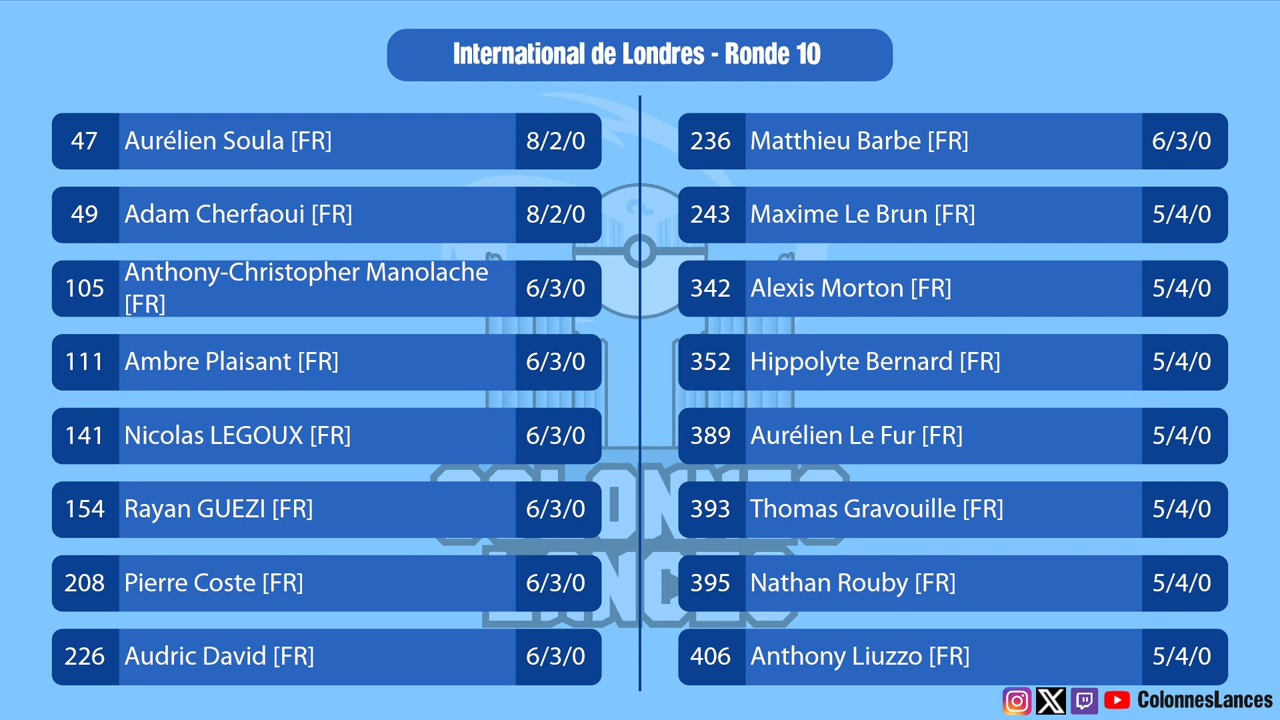 International de Londres - Ronde 10
47 Aurélien Soula [FR] 8/2/0
49 Adam Cherfaoui [FR] 8/2/0
105 Anthony-Christopher Manolache 6/3/0
[FR]
111 Ambre Plaisant [FR] 6/3/0
141 Nicolas LEGOUX [FR] 6/3/0
154 Rayan GUEZI [FR] 6/3/0
208 Pierre Coste [FR] 6/3/0
226 Audric David [FR] 6/3/0
236 Matthieu Barbe [FR] 6/3/0
243 Maxime Le Brun [FR] 5/4/0
342 Alexis Morton [FR] 5/4/0
352 Hippolyte Bernard [FR] 5/4/0
389 Aurélien Le Fur [FR] 5/4/0
393 Thomas Gravouille [FR] 5/4/0
395 Nathan Rouby [FR] 5/4/0
406 Anthony Liuzzo [FR] 5/4/0
COLONNES
LANCES
ColonnesLances